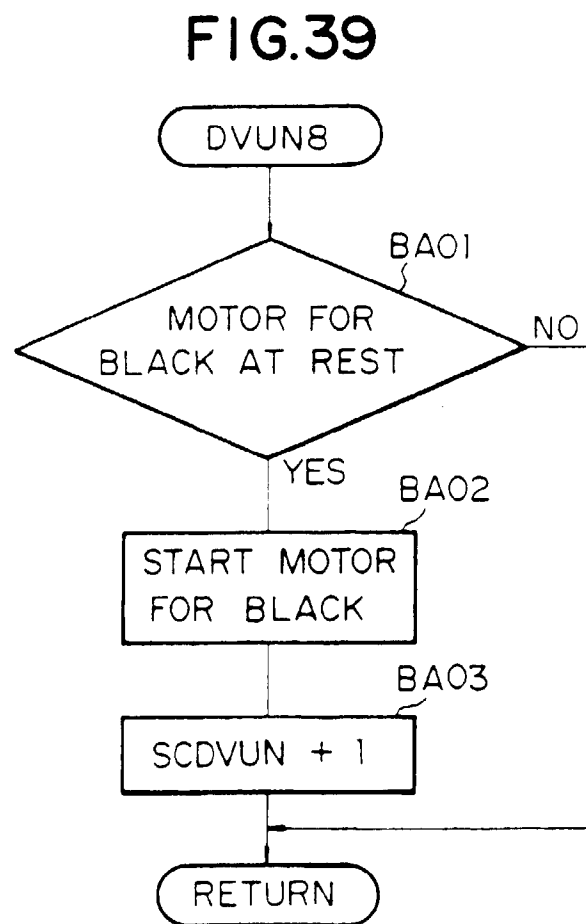 FIG.39
DVUN8
BA01
MOTOR FOR
BLACK AT REST
NO
YES
BA02
START MOTOR
FOR BLACK
BA03
SCDVUN + 1
RETURN